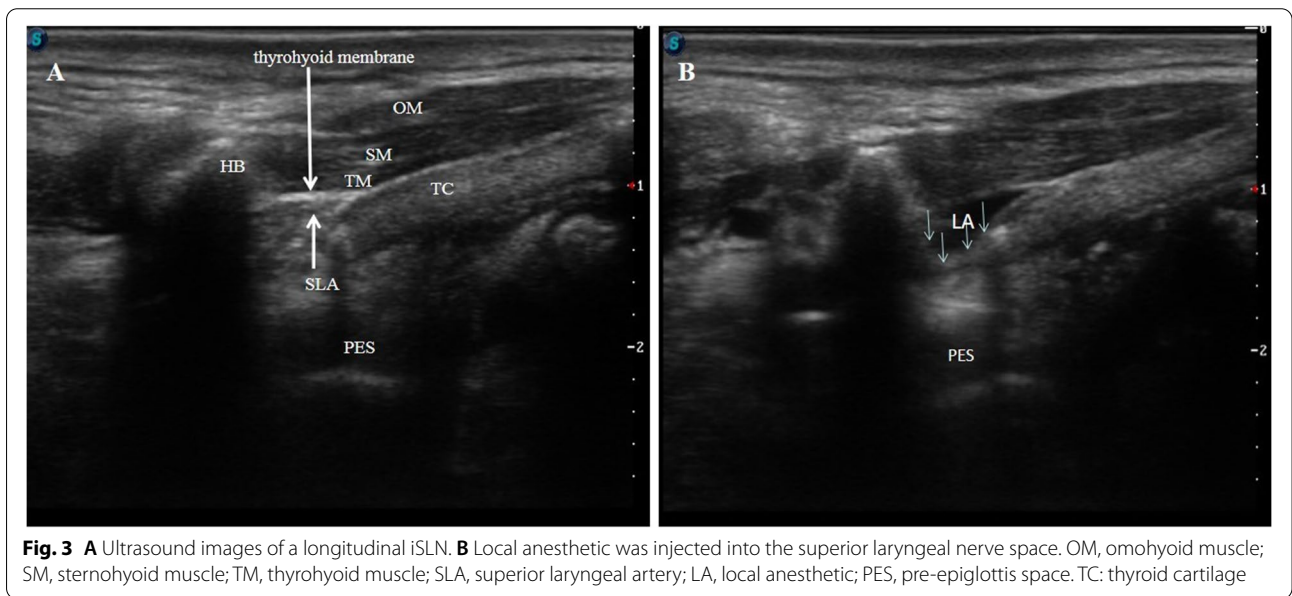 S
A
thyrohyoid membrane
OM
SM
HB
TM
TC
1
SLA
PES
2
S
B
0
1
LA
2
PES
Fig. 3 A Ultrasound images of a longitudinal iSLN. B Local anesthetic was injected into the superior laryngeal nerve space. OM, omohyoid muscle;
SM, sternohyoid muscle; TM, thyrohyoid muscle; SLA, superior laryngeal artery; LA, local anesthetic; PES, pre-epiglottis space. TC: thyroid cartilage